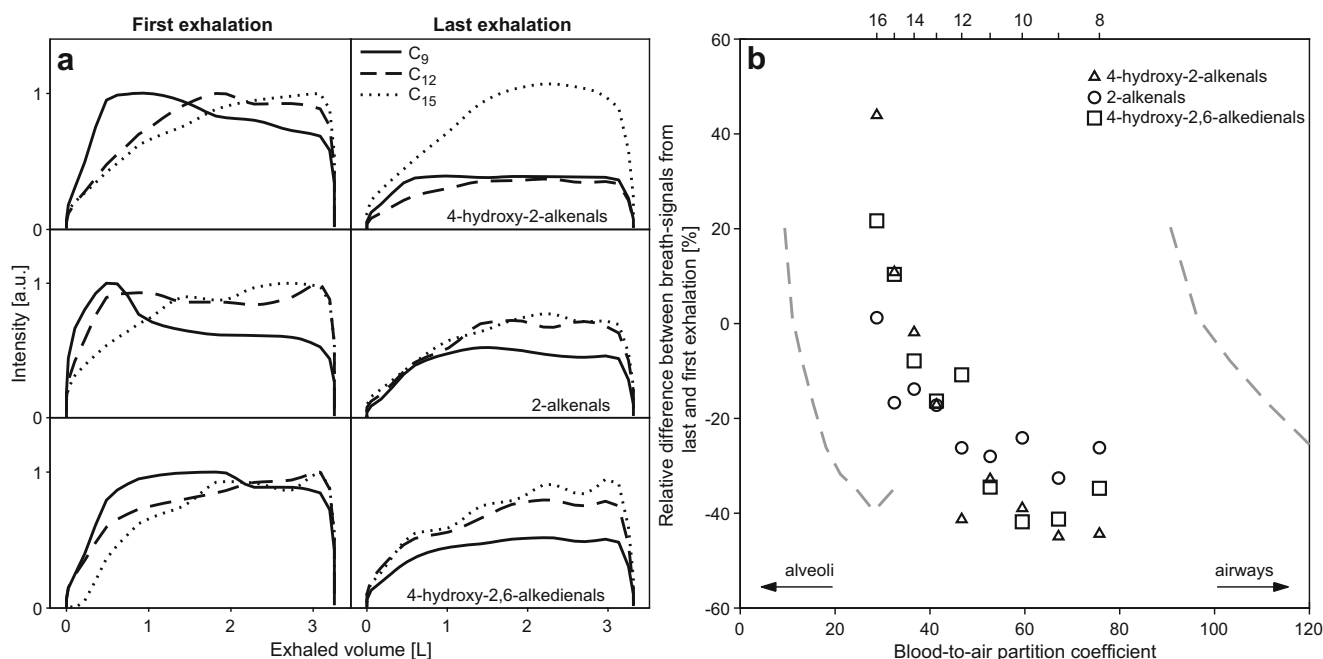 First exhalation
Last exhalation
a
C9
C12
C15
1
0
4-hydroxy-2-alkenals
1
0
2-alkenals
1
0
4-hydroxy-2,6-alkedienals
Intensity [a.u.]
0 1 2 3
0 1 2 3
Exhaled volume [L]
16 14 12 10 8
b
4-hydroxy-2-alkenals
2-alkenals
4-hydroxy-2,6-alkedienals
60
40
20
0
-20
-40
-60
Relative difference between breath-signals from
last and first exhalation [%]
alveoli
airways
0 20 40 60 80 100 120
Blood-to-air partition coefficient